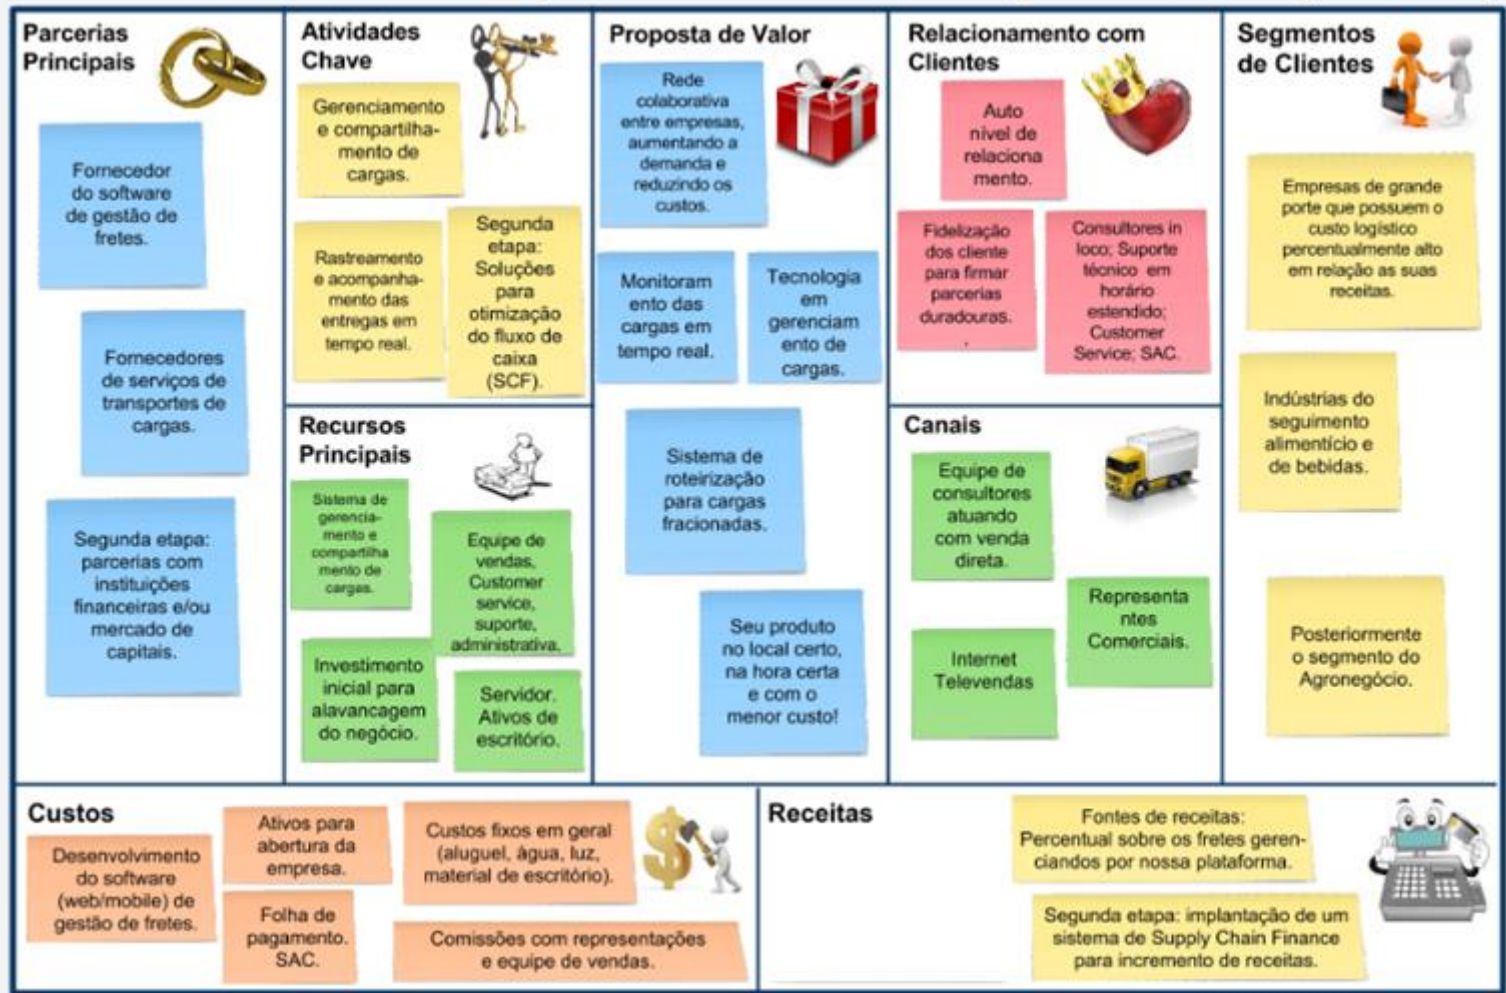 Parcerias
Principais
Fornecedor
do software
de gestão de
fretes.
Fornecedores
de serviços de
transportes de
cargas.
Segunda etapa:
parcerias com
instituições
financeiras e/ou
mercado de
capitais.
Atividades
Chave
Gerenciamento
e compartilha-
mento de
cargas.
Rastreamento
e acompanha-
mento das
entregas em
tempo real.
Segunda
etapa:
Soluções
para
otimização
do fluxo de
caixa
(SCF).
Recursos
Principais
Sistema de
gerencia-
mento e
compartilha
mento de
cargas.
Equipe de
vendas,
Customer
service,
suporte,
administrativa.
Investimento
inicial para
alavancagem
do negócio.
Servidor.
Ativos de
escritório.
Proposta de Valor
Rede
colaborativa
entre empresas,
aumentando a
demanda e
reduzindo os
custos.
Monitoram
ento das
cargas em
tempo real.
Tecnologia
em
gerenciam
ento de
cargas.
Sistema de
roteirização
para cargas
fracionadas.
Seu produto
no local certo,
na hora certa
e com o
menor custo!
Relacionamento com
Clientes
Auto
nível de
relaciona
mento.
Fidelização
dos cliente
para firmar
parcerias
duradouras.
.
Consultores in
loco; Suporte
técnico em
horário
estendido;
Customer
Service; SAC.
Canais
Equipe de
consultores
atuando
com venda
direta.
Representa
ntes
Comerciais.
Internet
Televendas
Segmentos
de Clientes
Empresas de grande
porte que possuem o
custo logístico
percentualmente alto
em relação as suas
receitas.
Indústrias do
seguimento
alimentício e
de bebidas.
Posteriormente
o segmento do
Agronegócio.
Custos
Desenvolvimento
do software
(web/mobile) de
gestão de fretes.
Ativos para
abertura da
empresa.
Folha de
pagamento.
SAC.
Custos fixos em geral
(aluguel, água, luz,
material de escritório).
Comissões com representações
e equipe de vendas.
Receitas
Fontes de receitas:
Percentual sobre os fretes geren-
ciandos por nossa plataforma.
Segunda etapa: implantação de um
sistema de Supply Chain Finance
para incremento de receitas.